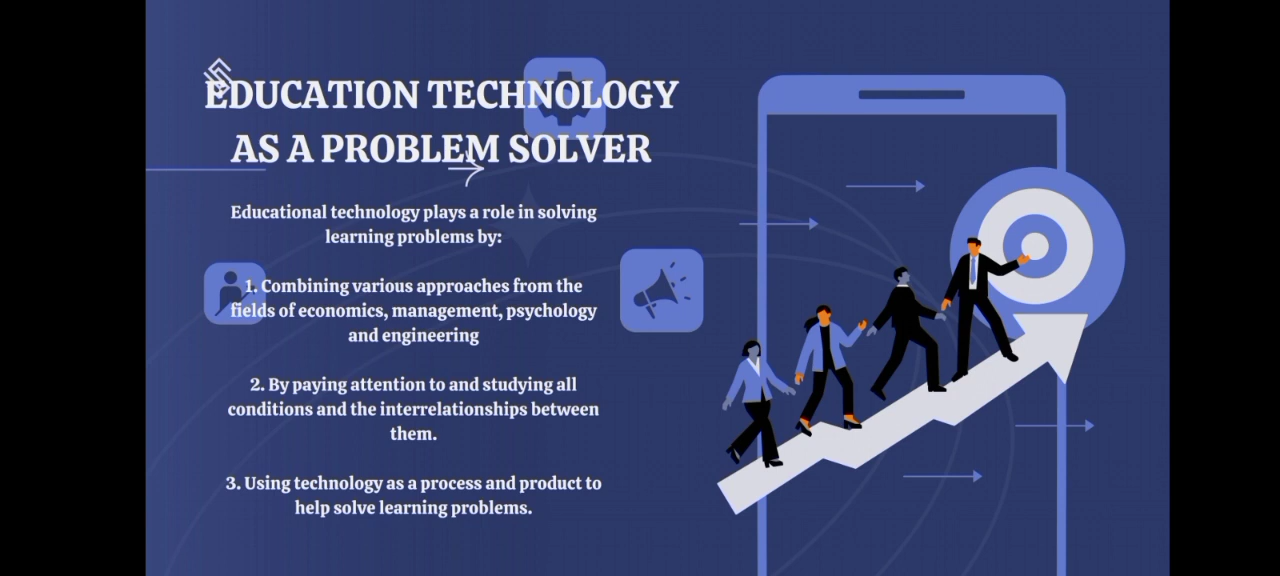 EDUCATION TECHNOLOGY
AS A PROBLEM SOLVER
Educational technology plays a role in solving
learning problems by:
1. Combining various approaches from the
fields of economics, management, psychology
and engineering
2. By paying attention to and studying all
conditions and the interrelationships between
them.
3. Using technology as a process and product to
help solve learning problems.